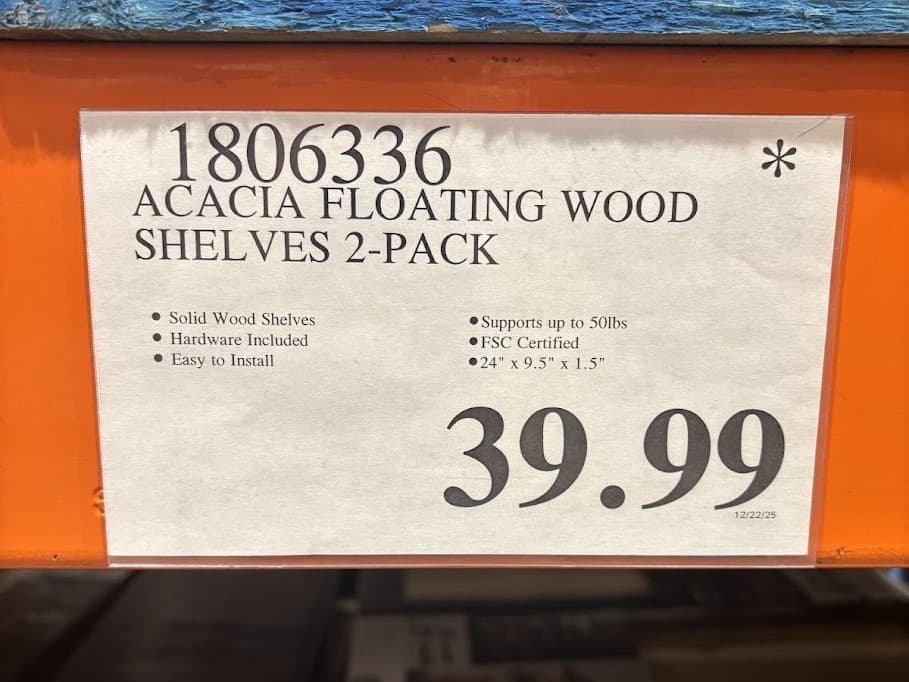 1806336
*
ACACIA FLOATING WOOD
SHELVES 2-PACK
• Solid Wood Shelves
• Hardware Included
• Easy to Install
• Supports up to 50lbs
• FSC Certified
• 24" x 9.5" x 1.5"
39.99
12/22/25